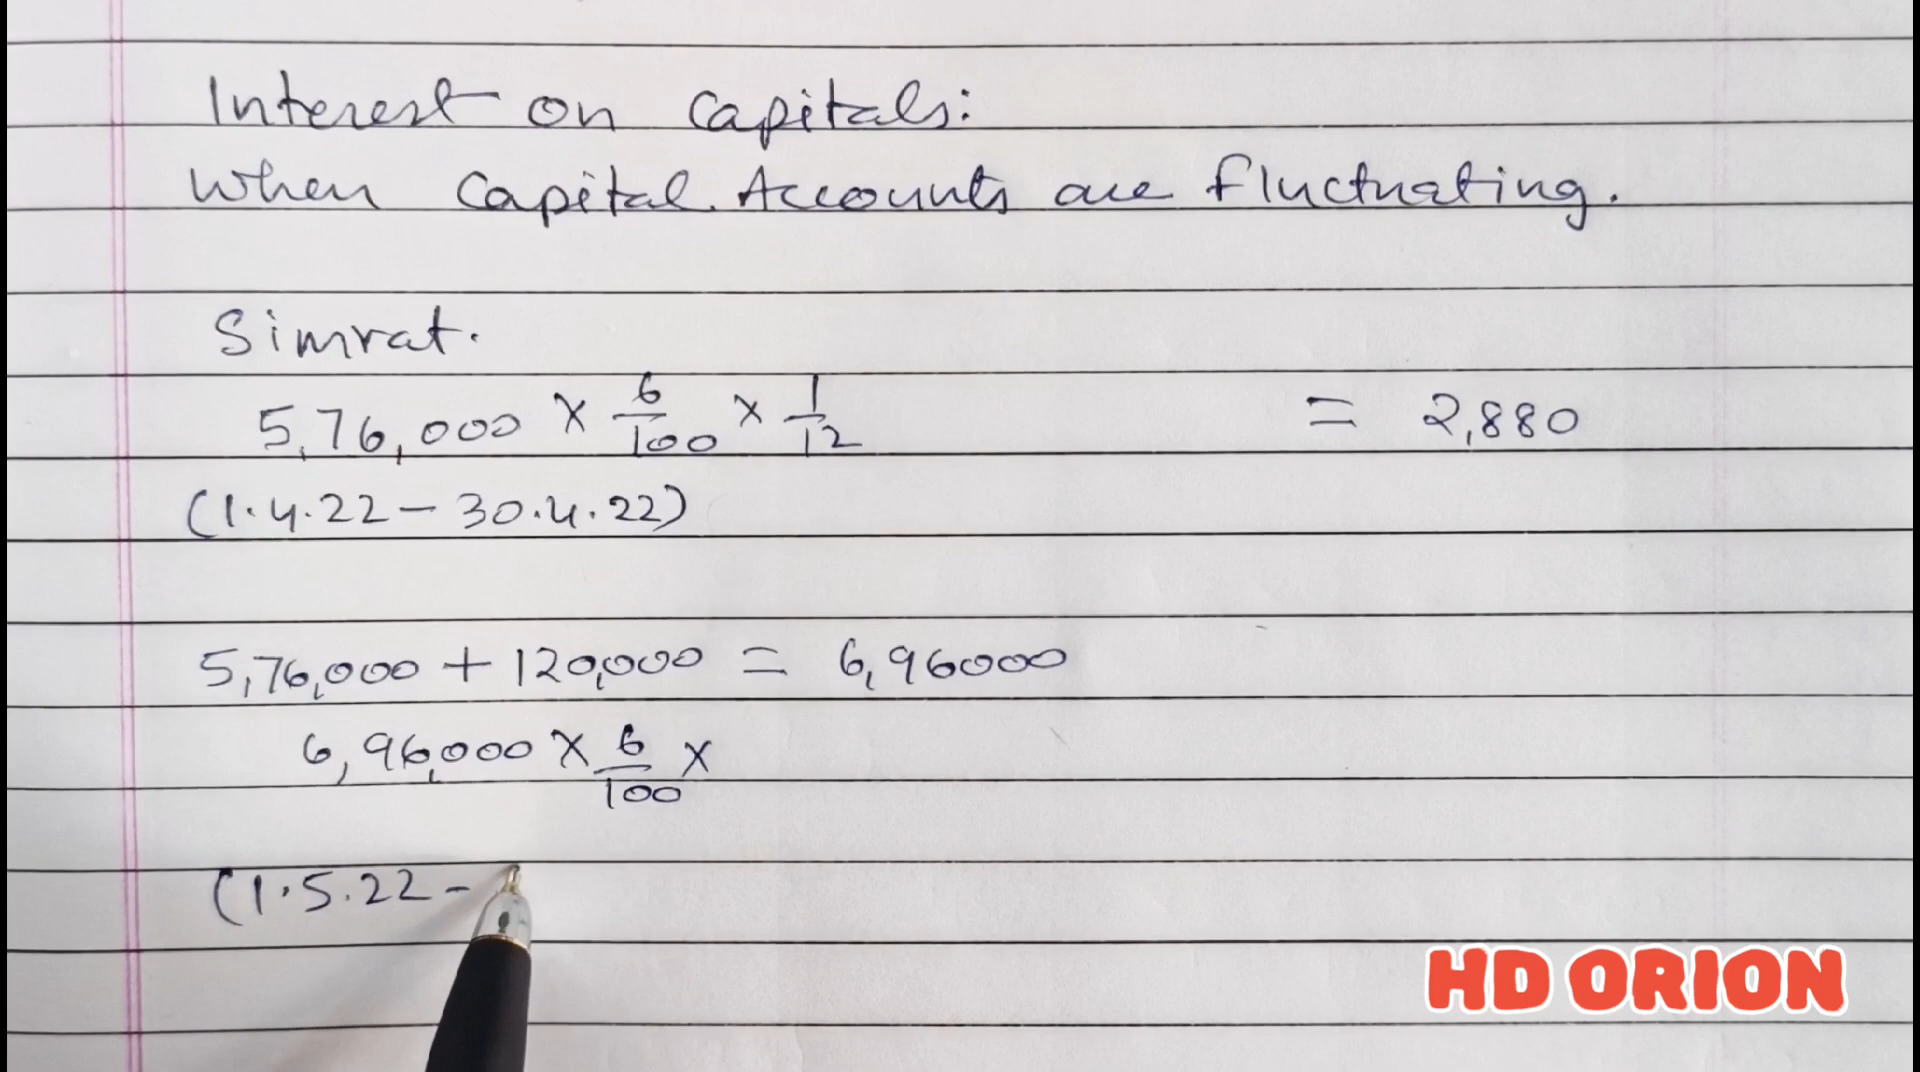 Interest on Capitals:
When Capital Accounts are fluctuating.
Simrat.
5,76,000 × 6/100 × 1/12 = 2,880
(1.4.22 - 30.4.22)
5,76,000 + 120,000 = 6,96000
6,96,000 × 6/100 ×
(1.5.22 -
HD ORION